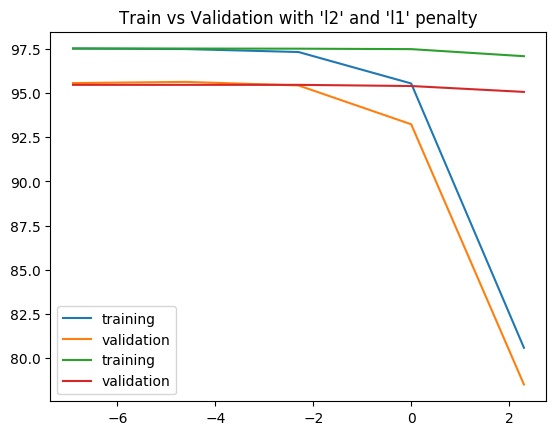 Train vs Validation with 'l2' and 'l1' penalty
97.5
95.0
92.5
90.0
87.5
85.0
82.5
80.0
training
validation
training
validation
−6
−4
−2
0
2